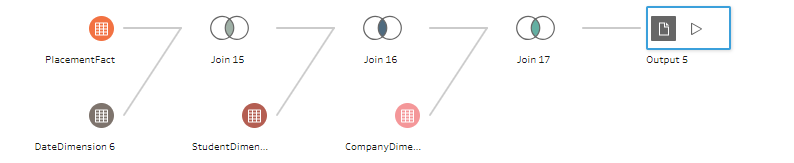 PlacementFact
Join 15
Join 16
Join 17
Output 5
DateDimension 6
StudentDimen...
CompanyDime...